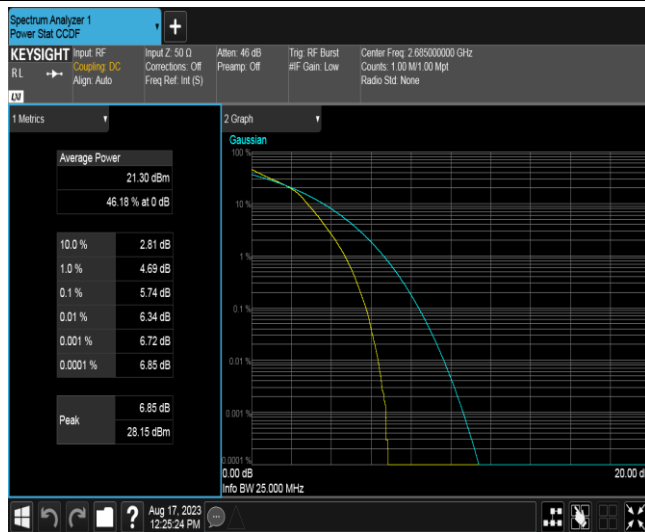 Spectrum Analyzer 1
Power Stat CCDF
+
KEYSIGHT
RL
LXI
Input: RF
Coupling: DC
Align: Auto
Input Z: 50 Ω
Corrections: Off
Freq Ref: Int (S)
Atten: 46 dB
Preamp: Off
Trig: RF Burst
#IF Gain: Low
Center Freq: 2.685000000 GHz
Counts: 1.00 M/1.00 Mpt
Radio Std: None
1 Metrics
Average Power
21.30 dBm
46.18 % at 0 dB
10.0 % 2.81 dB
1.0 % 4.69 dB
0.1 % 5.74 dB
0.01 % 6.34 dB
0.001 % 6.72 dB
0.0001 % 6.85 dB
Peak
6.85 dB
28.15 dBm
2 Graph
Gaussian
100 %
10 %
1 %
0.1 %
0.01 %
0.001 %
0.0001 %
0.00 dB
20.00 d
Info BW 25.000 MHz
?
Aug 17, 2023
12:25:24 PM